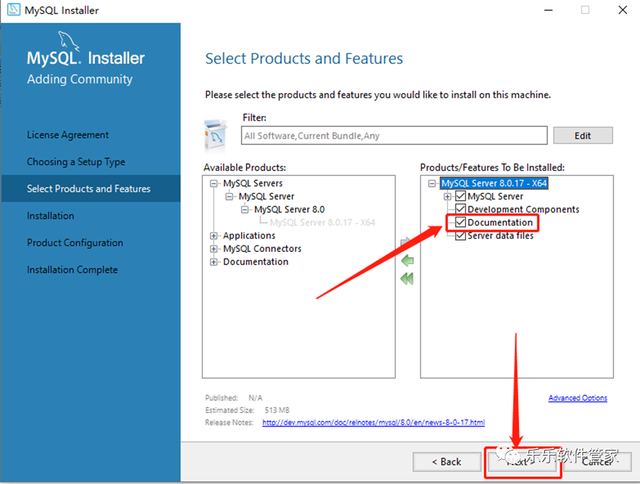 MySQL Installer
MySQL. Installer
Adding Community
License Agreement
Choosing a Setup Type
Select Products and Features
Installation
Product Configuration
Installation Complete
Select Products and Features
Please select the products and features you would like to install on this machine.
Filter:
All Software,Current Bundle,Any
Edit
Available Products:
MySQL Servers
MySQL Server
MySQL Server 8.0
MySQL Server 8.0.17 - X64
Applications
MySQL Connectors
Documentation
Products/Features To Be Installed:
MySQL Server 8.0.17 - X64
MySQL Server
Development Components
Documentation
Server data files
Published: N/A
Estimated Size: 513 MB
Release Notes: http://dev.mysql.com/doc/relnotes/mysql/8.0/en/news-8-0-17.html
Advanced Options
< Back
Next >
Cancel
乐乐软件管家